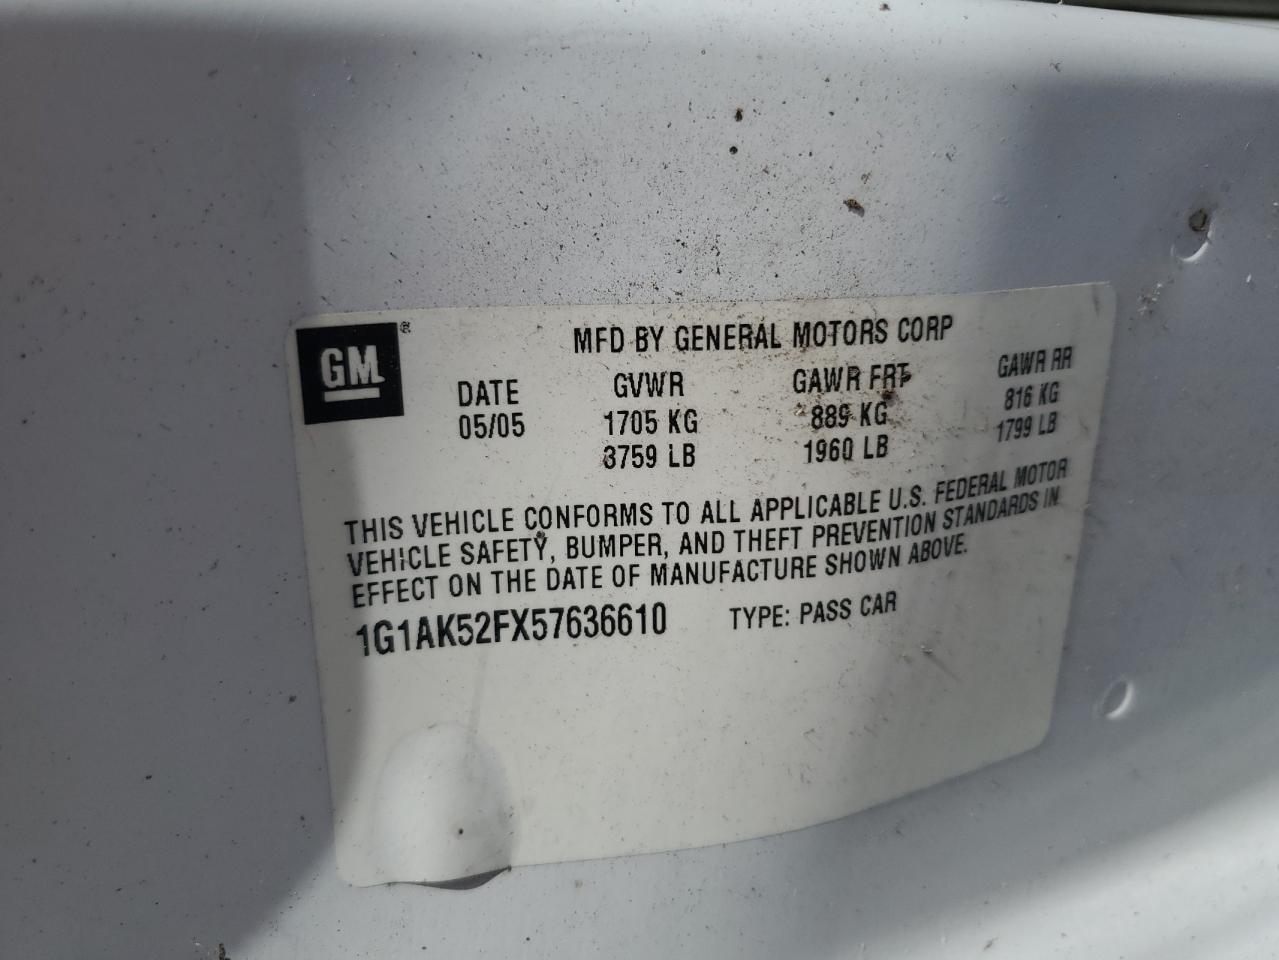 GM®
MFD BY GENERAL MOTORS CORP
DATE GVWR GAWR FRT GAWR RR
05/05 1705 KG 889 KG 816 KG
3759 LB 1960 LB 1799 LB
THIS VEHICLE CONFORMS TO ALL APPLICABLE U.S. FEDERAL MOTOR
VEHICLE SAFETY, BUMPER, AND THEFT PREVENTION STANDARDS IN
EFFECT ON THE DATE OF MANUFACTURE SHOWN ABOVE.
1G1AK52FX57636610 TYPE: PASS CAR